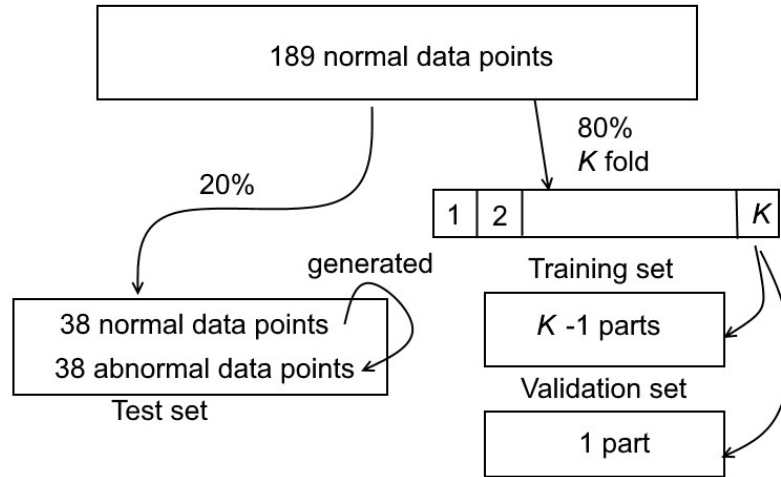 189 normal data points
80%
K fold
20%
1 2 K
generated
Training set
38 normal data points
38 abnormal data points
K -1 parts
Test set
Validation set
1 part